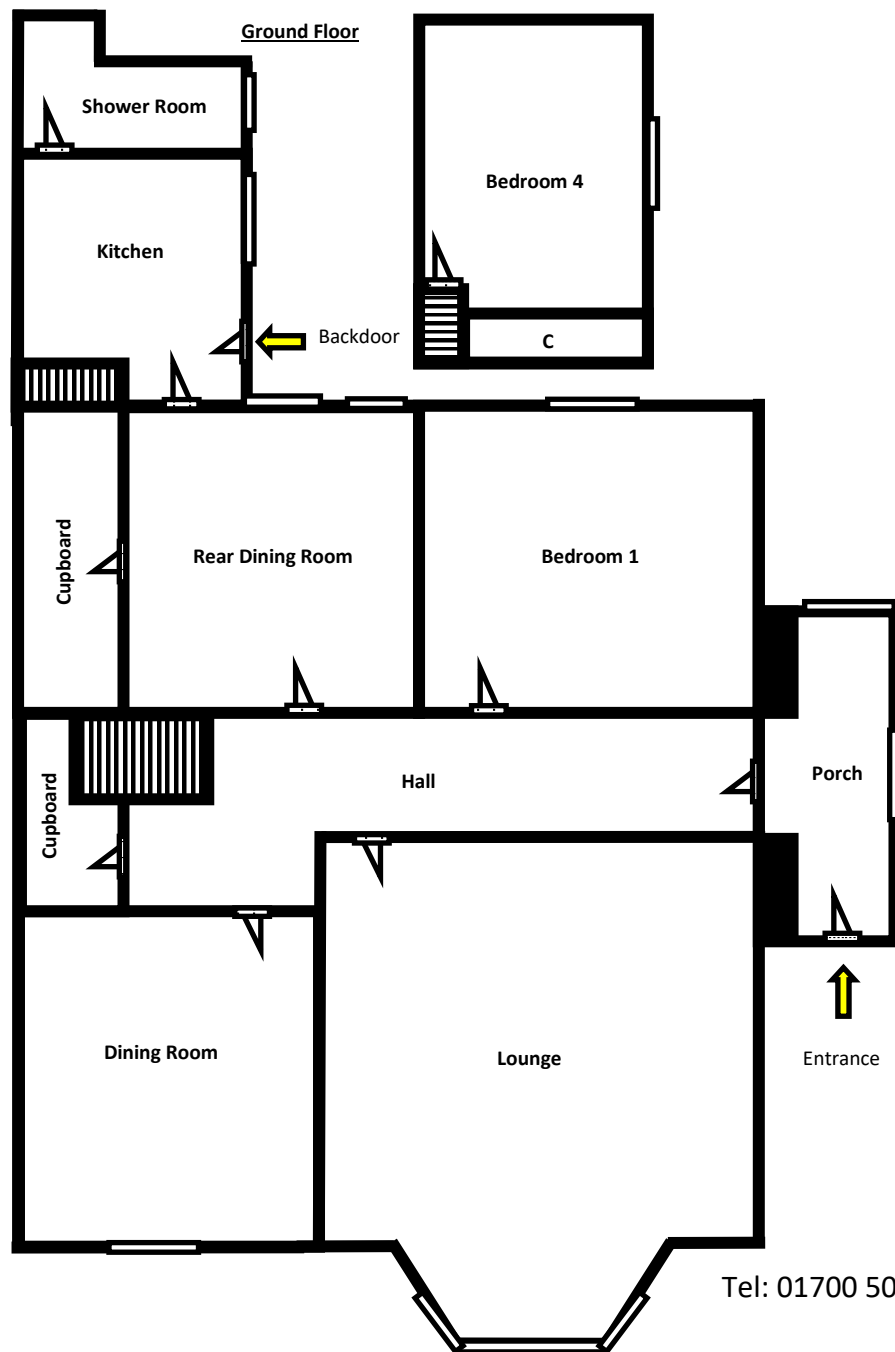 Ground Floor
Shower Room
Bedroom 4
Kitchen
Backdoor
C
Cupboard
Rear Dining Room
Bedroom 1
Cupboard
Hall
Porch
Dining Room
Lounge
Entrance
Tel: 01700 50